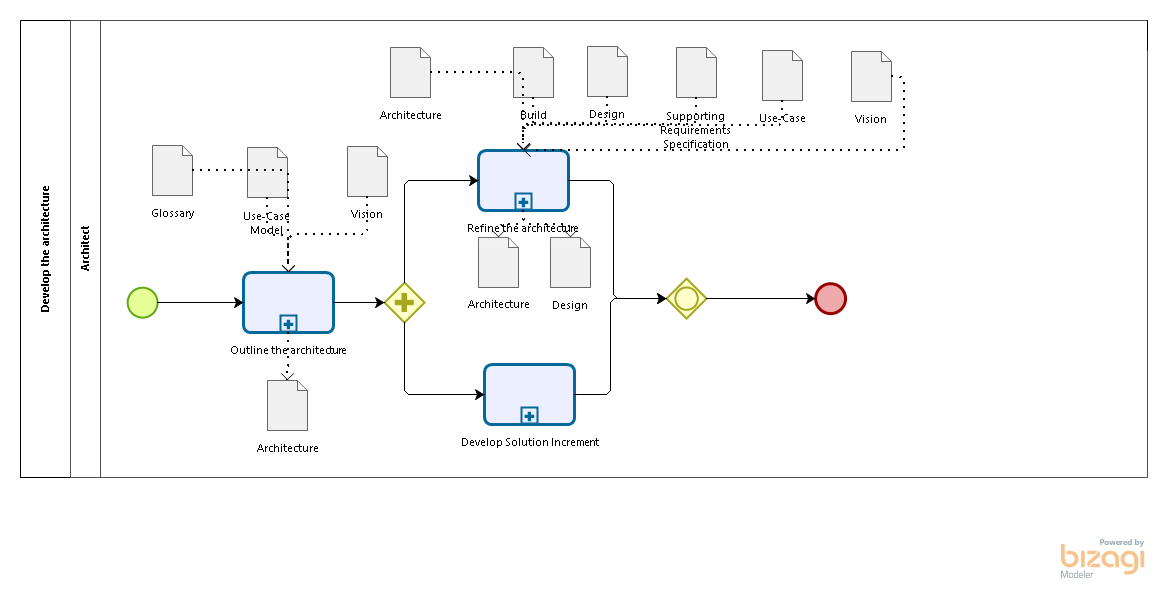 Develop the architecture
Architect
Architecture
Build
Design
Supporting
Requirements
Specification
Use-Case
Vision
Glossary
Use-Case
Model
Vision
Refine the architecture
Architecture
Design
Outline the architecture
Architecture
Develop Solution Increment
Powered by
bizagi
Modeler